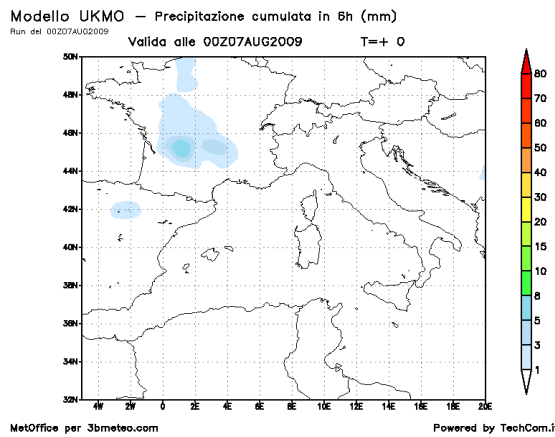 Modello UKMO – Precipitazione cumulata in 6h (mm)
Run del 00Z07AUG2009
Valida alle 00Z07AUG2009 T=+ 0
50N
48N
46N
44N
42N
40N
38N
36N
34N
32N
4W 2W 0 2E 4E 6E 8E 10E 12E 14E 16E 18E 20E
80
70
60
50
40
30
20
15
10
8
5
3
1
MetOffice per 3bmeteo.com
Powered by TechCom.i